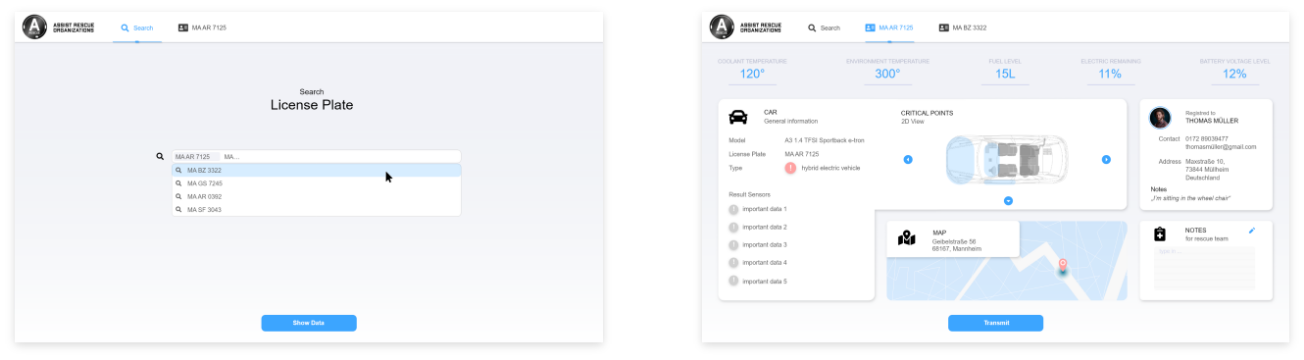 ASSIST RESCUE
ORGANIZATIONS
Search
MA AR 7125
Search
License Plate
MA AR 7125 MA...
MA BZ 3322
MA GS 7245
MA AR 0392
MA SF 3043
Show Data
ASSIST RESCUE
ORGANIZATIONS
Search
MA AR 7125
MA BZ 3322
COOLANT TEMPERATURE
120°
ENVIRONMENT TEMPERATURE
300°
FUEL LEVEL
15L
ELECTRIC REMAINING
11%
BATTERY VOLTAGE LEVEL
12%
CAR
General information
Model A3 1.4 TFSI Sportback e-tron
License Plate MA AR 7125
Type hybrid electric vehicle
Result Sensors
important data 1
important data 2
important data 3
important data 4
important data 5
CRITICAL POINTS
2D View
MAP
Geibelstraße 56
68167, Mannheim
Registered to
THOMAS MÜLLER
Contact 0172 89039477
thomasmüller@gmail.com
Address Maxstraße 10,
73844 Müllheim
Deutschland
Notes
„I'm sitting in the wheel chair"
NOTES
for rescue team
Transmit